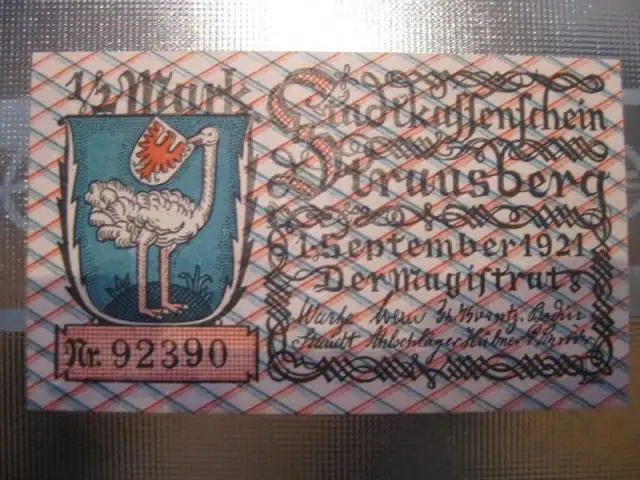 1/2 Mark
Stadtkassenschein
Strausberg
1. September 1921
Der Magistrat:
Nr. 92390